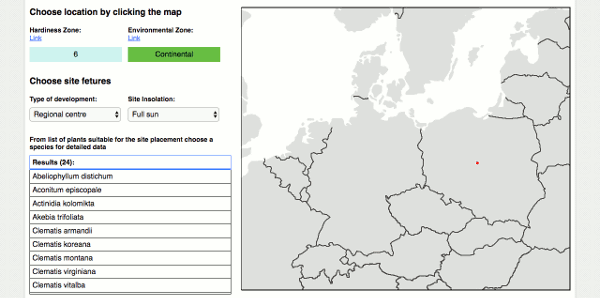 Choose location by clicking the map
Hardiness Zone: Environmental Zone:
Link Link
6 Continental
Choose site fetures
Type of development: Site Insolation:
Regional centre Full sun
From list of plants suitable for the site placement choose a
species for detailed data
Results (24):
Abeliophyllum distichum
Aconitum episcopale
Actinidia kolomikta
Akebia trifoliata
Clematis armandii
Clematis koreana
Clematis montana
Clematis virginiana
Clematis vitalba